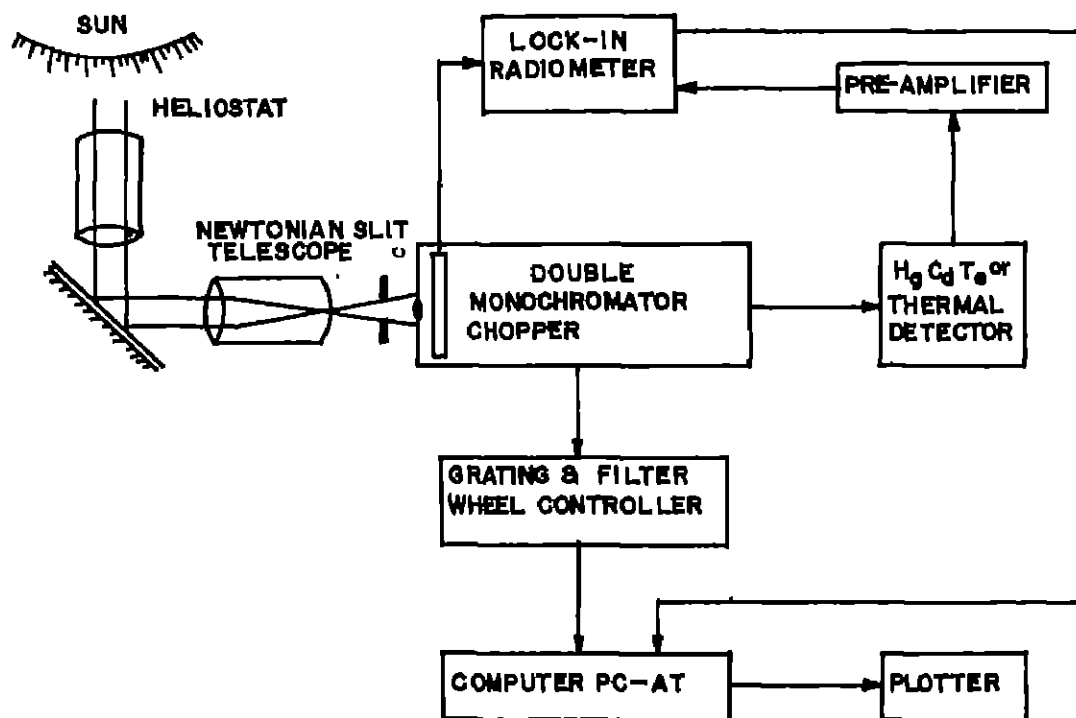 SUN
HELIOSTAT
NEWTONIAN SLIT
TELESCOPE
LOCK-IN
RADIOMETER
PRE-AMPLIFIER
DOUBLE
MONOCHROMATOR
CHOPPER
Hg Cd Te or
THERMAL
DETECTOR
GRATING & FILTER
WHEEL CONTROLLER
COMPUTER PC-AT
PLOTTER